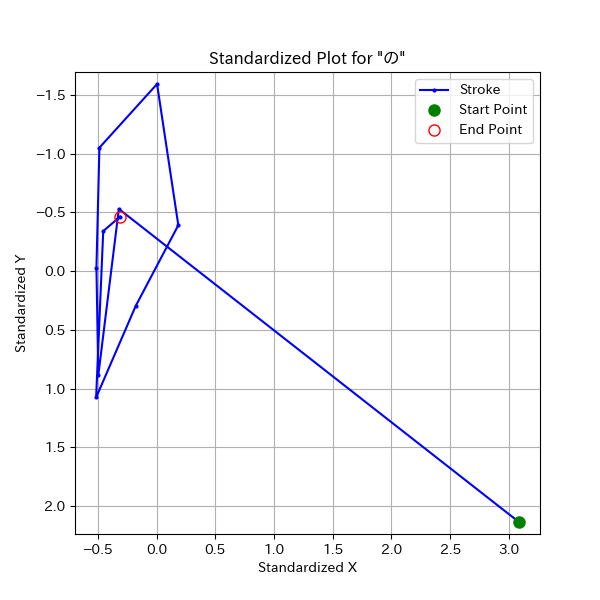 Standardized Plot for "の"
Stroke
Start Point
End Point
−1.5
−1.0
−0.5
0.0
0.5
1.0
1.5
2.0
Standardized Y
−0.5 0.0 0.5 1.0 1.5 2.0 2.5 3.0
Standardized X